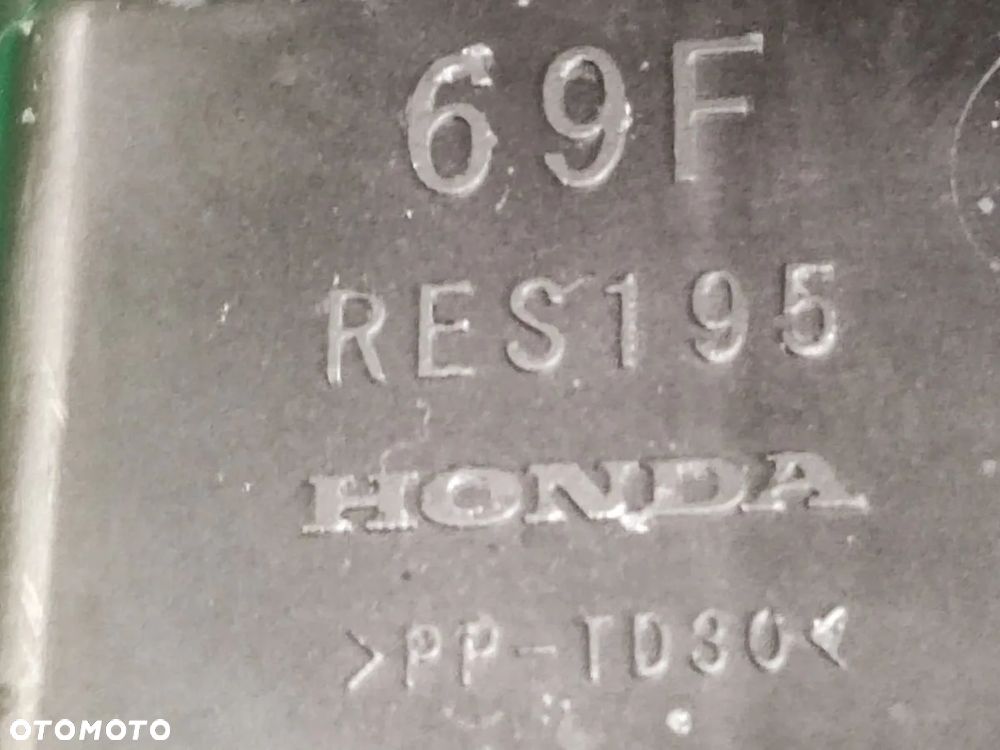 69F
RES195
HONDA
>PP-TD30<
OTOMOTO